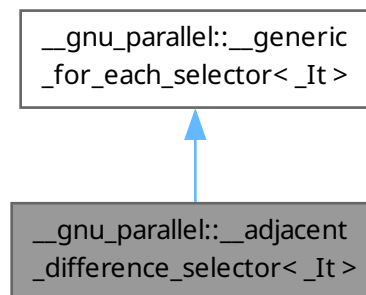 __gnu_parallel::__generic
_for_each_selector< _It >
__gnu_parallel::__adjacent
_difference_selector< _It >